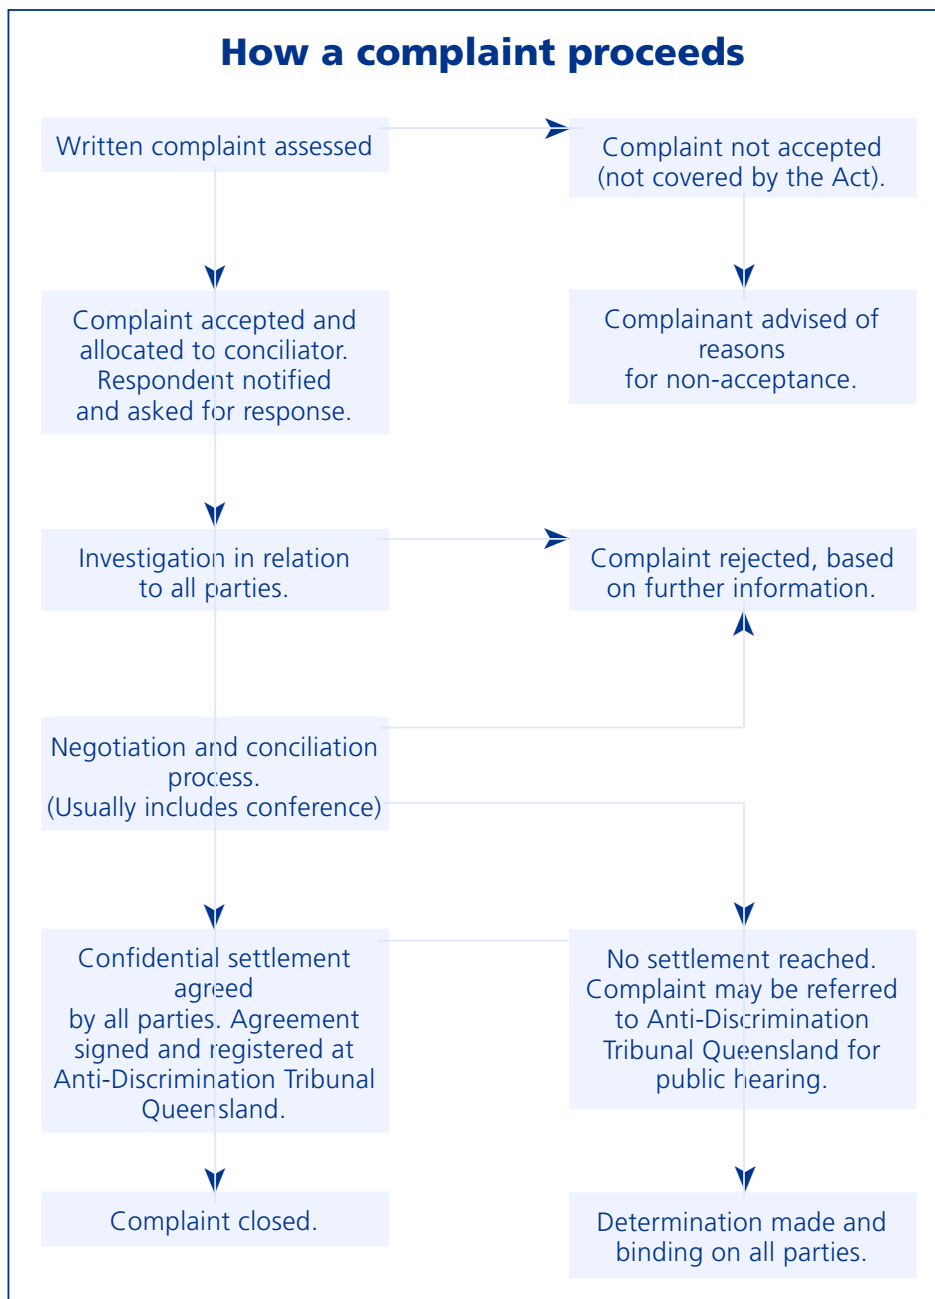 How a complaint proceeds
Written complaint assessed
Complaint not accepted
(not covered by the Act).
Complaint accepted and
allocated to conciliator.
Respondent notified
and asked for response.
Complainant advised of
reasons
for non-acceptance.
Investigation in relation
to all parties.
Complaint rejected, based
on further information.
Negotiation and conciliation
process.
(Usually includes conference)
Confidential settlement
agreed
by all parties. Agreement
signed and registered at
Anti-Discrimination Tribunal
Queensland.
No settlement reached.
Complaint may be referred
to Anti-Discrimination
Tribunal Queensland for
public hearing.
Complaint closed.
Determination made and
binding on all parties.